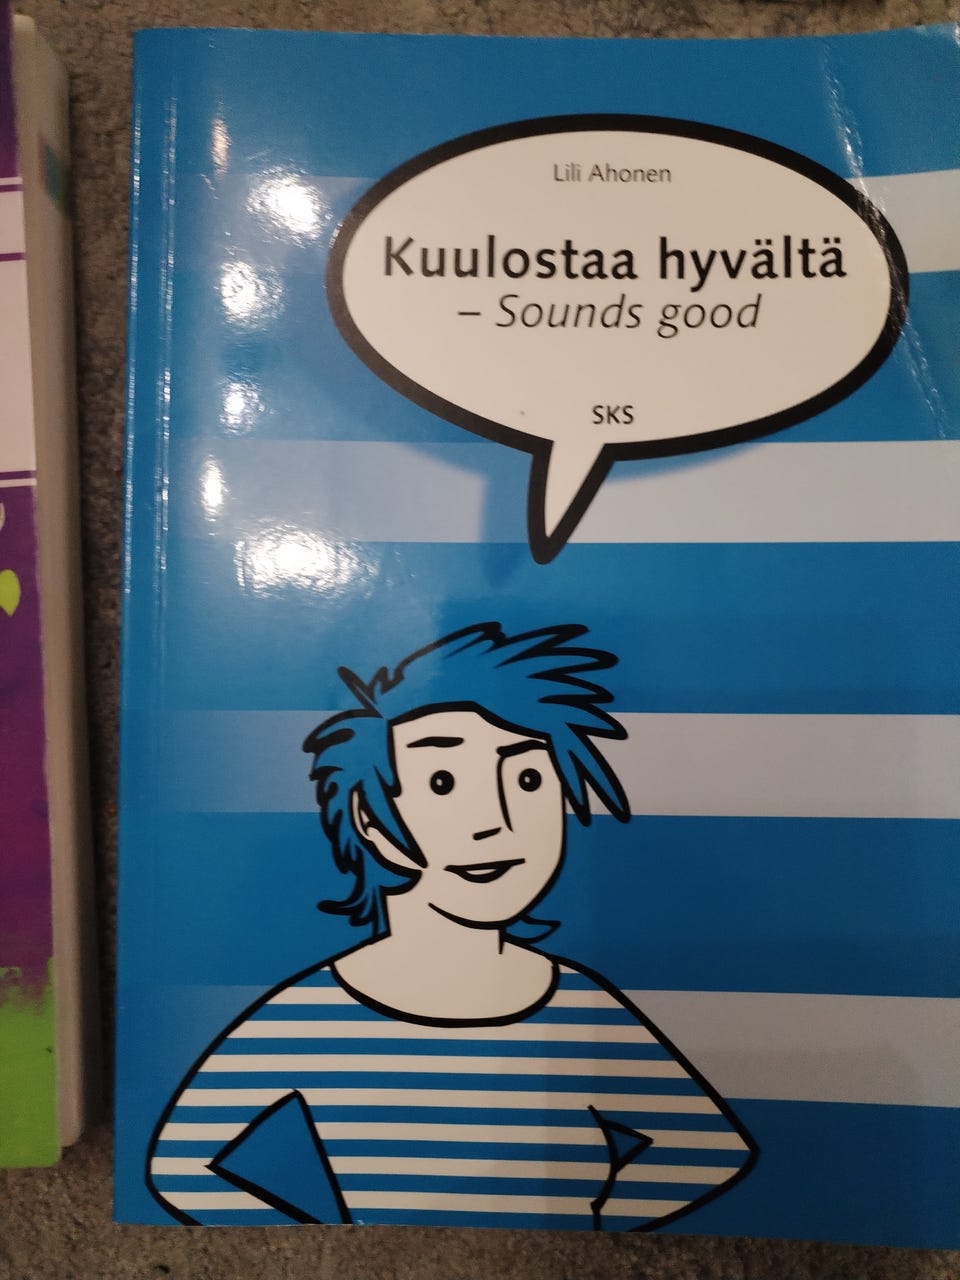 Lili Ahonen
Kuulostaa hyvältä
– Sounds good
SKS